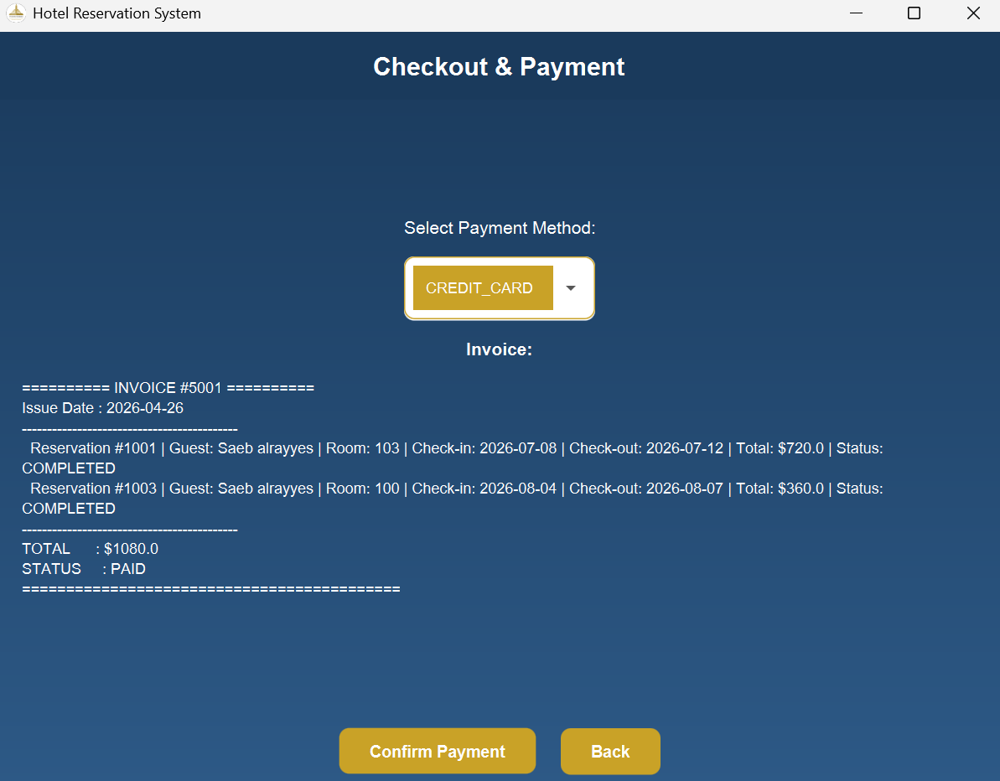 Hotel Reservation System
Checkout & Payment
Select Payment Method:
CREDIT_CARD
Invoice:
========== INVOICE #5001 ==========
Issue Date : 2026-04-26
-------------------------------------------
Reservation #1001 | Guest: Saeb alrayyes | Room: 103 | Check-in: 2026-07-08 | Check-out: 2026-07-12 | Total: $720.0 | Status:
COMPLETED
Reservation #1003 | Guest: Saeb alrayyes | Room: 100 | Check-in: 2026-08-04 | Check-out: 2026-08-07 | Total: $360.0 | Status:
COMPLETED
-------------------------------------------
TOTAL : $1080.0
STATUS : PAID
===========================================
Confirm Payment
Back